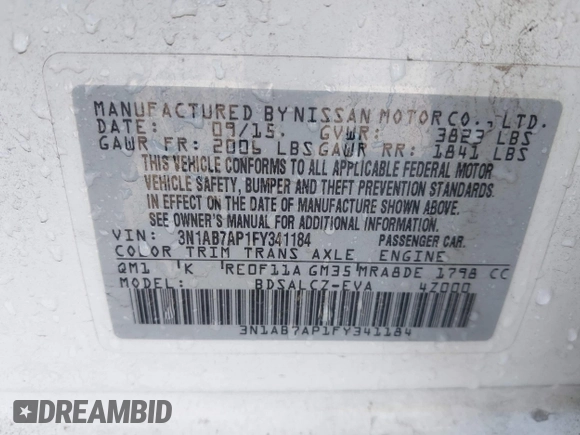 MANUFACTURED BY NISSAN MOTOR CO., LTD.
DATE: 09/15. GVWR: 3823 LBS
GAWR FR: 2006 LBS GAWR RR: 1841 LBS
THIS VEHICLE CONFORMS TO ALL APPLICABLE FEDERAL MOTOR
VEHICLE SAFETY, BUMPER AND THEFT PREVENTION STANDARDS
IN EFFECT ON THE DATE OF MANUFACTURE SHOWN ABOVE.
SEE OWNER'S MANUAL FOR ADDITIONAL INFORMATION.
VIN: 3N1AB7AP1FY341184 PASSENGER CAR.
COLOR TRIM TRANS AXLE ENGINE
QM1 K RE0F11A GM35 MRA8DE 1798 CC
MODEL: BDSALCZ-EVA 47000
3N1AB7AP1FY341184
DREAMBID